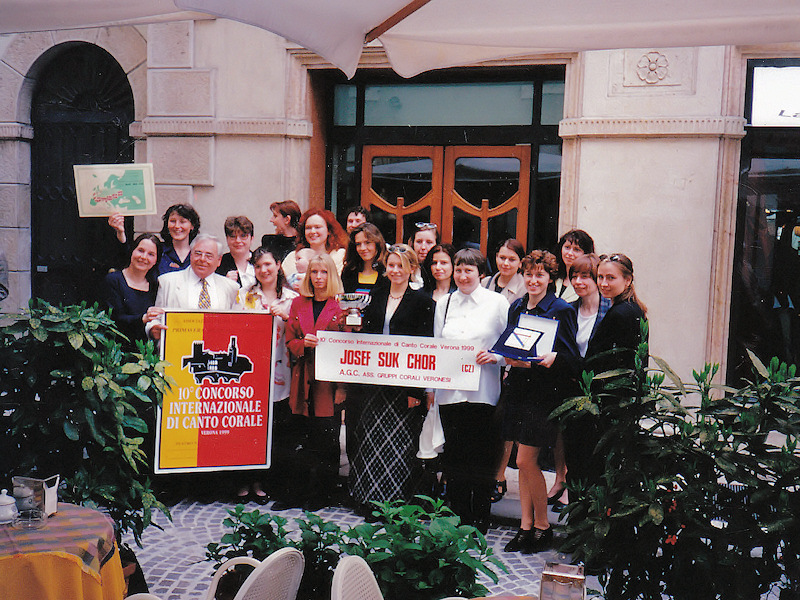 10° CONCORSO
INTERNAZIONALE
DI CANTO CORALE
VERONA 1999
10° Concorso Internazionale di Canto Corale Verona 1999
JOSEF SUK CHOR
(CZ)
A.G.C. ASS. GRUPPI CORALI VERONESI